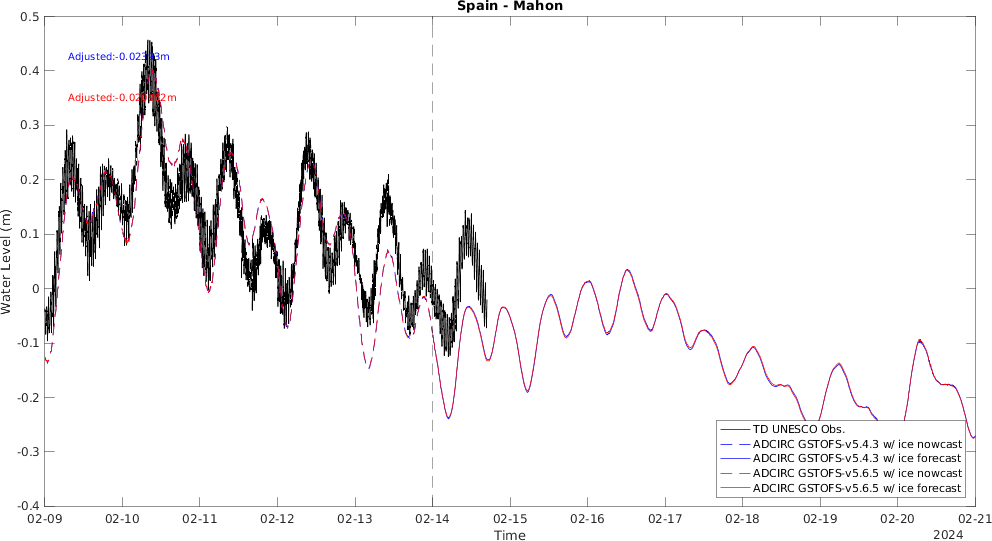 Spain - Mahon
0.5
0.4
0.3
0.2
0.1
0
-0.1
-0.2
-0.3
-0.4
Water Level (m)
Adjusted:
Adjusted:
TD UNESCO Obs.
ADCIRC GSTOFS-v5.4.3 w/ ice nowcast
ADCIRC GSTOFS-v5.4.3 w/ ice forecast
ADCIRC GSTOFS-v5.6.5 w/ ice nowcast
ADCIRC GSTOFS-v5.6.5 w/ ice forecast
02-09 02-10 02-11 02-12 02-13 02-14 02-15 02-16 02-17 02-18 02-19 02-20 02-21
Time
2024